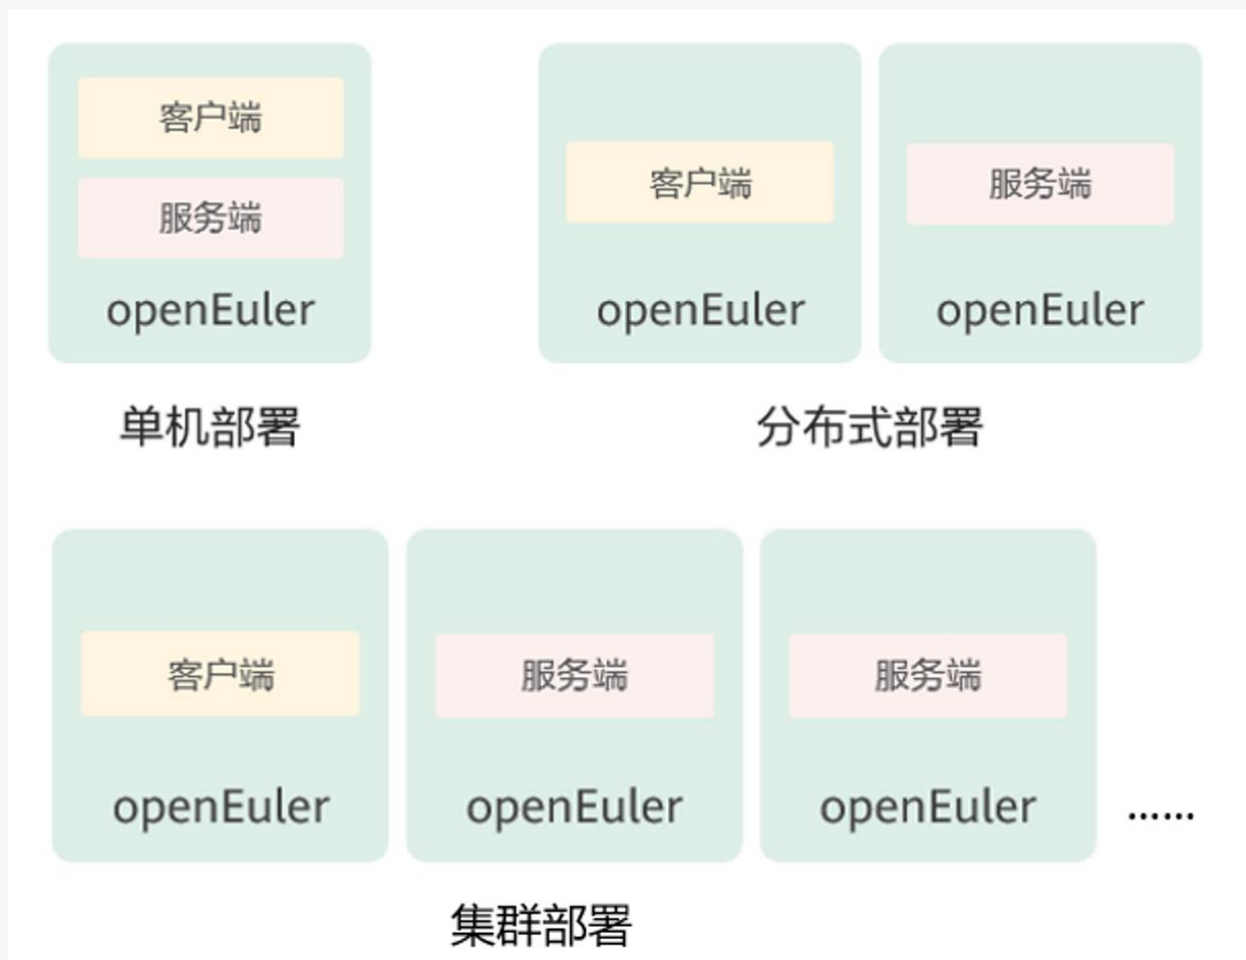 客户端
服务端
openEuler
单机部署
客户端
openEuler
服务端
openEuler
分布式部署
客户端
openEuler
服务端
openEuler
服务端
openEuler
……
集群部署